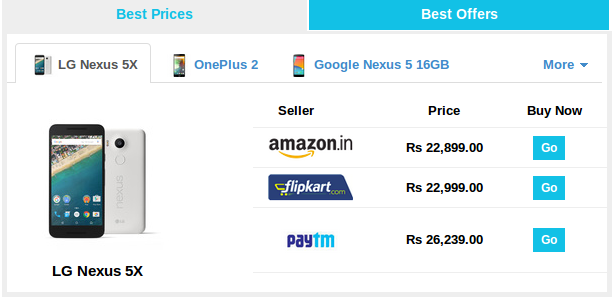 Best Prices Best Offers
LG Nexus 5X OnePlus 2 Google Nexus 5 16GB More
Seller Price Buy Now
amazon.in Rs 22,899.00 Go
flipkart.com Rs 22,999.00 Go
paytm Rs 26,239.00 Go
nexus
LG Nexus 5X